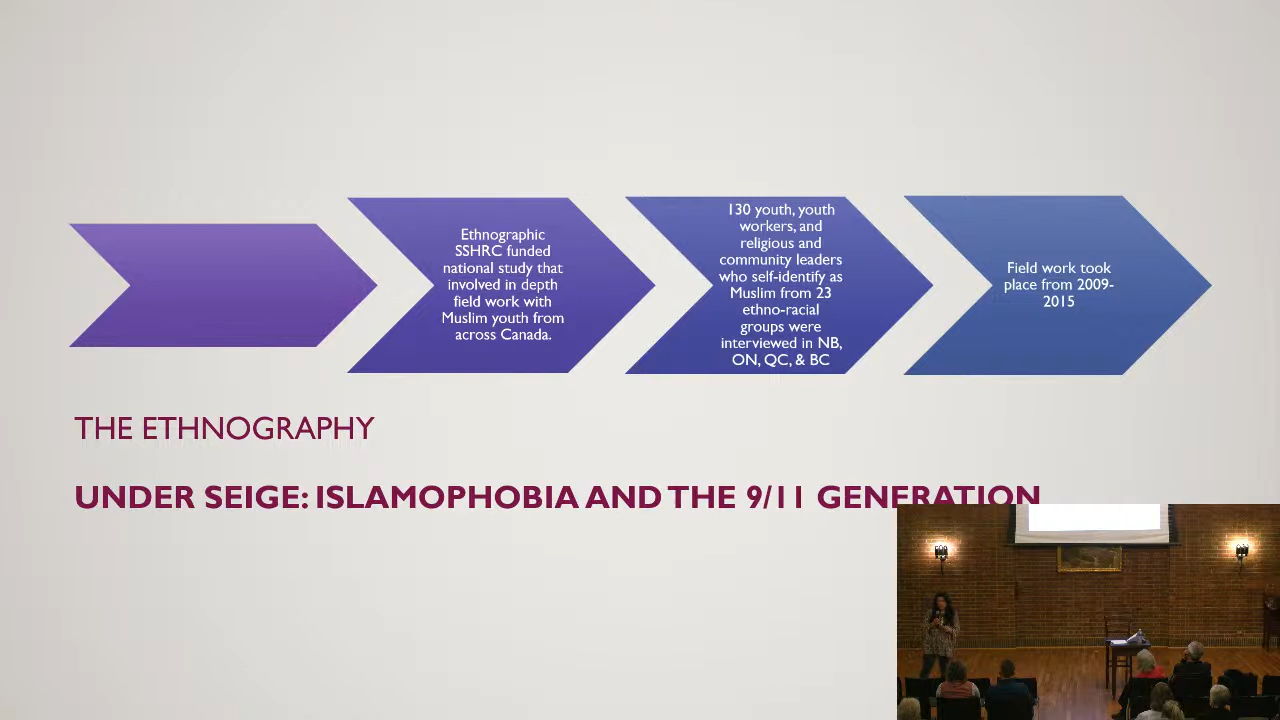 Ethnographic
SSHRC funded
national study that
involved in depth
field work with
Muslim youth from
across Canada.
130 youth, youth
workers, and
religious and
community leaders
who self-identify as
Muslim from 23
ethno-racial
groups were
interviewed in NB,
ON, QC, & BC
Field work took
place from 2009-
2015
THE ETHNOGRAPHY
UNDER SEIGE: ISLAMOPHOBIA AND THE 9/11 GENERATION